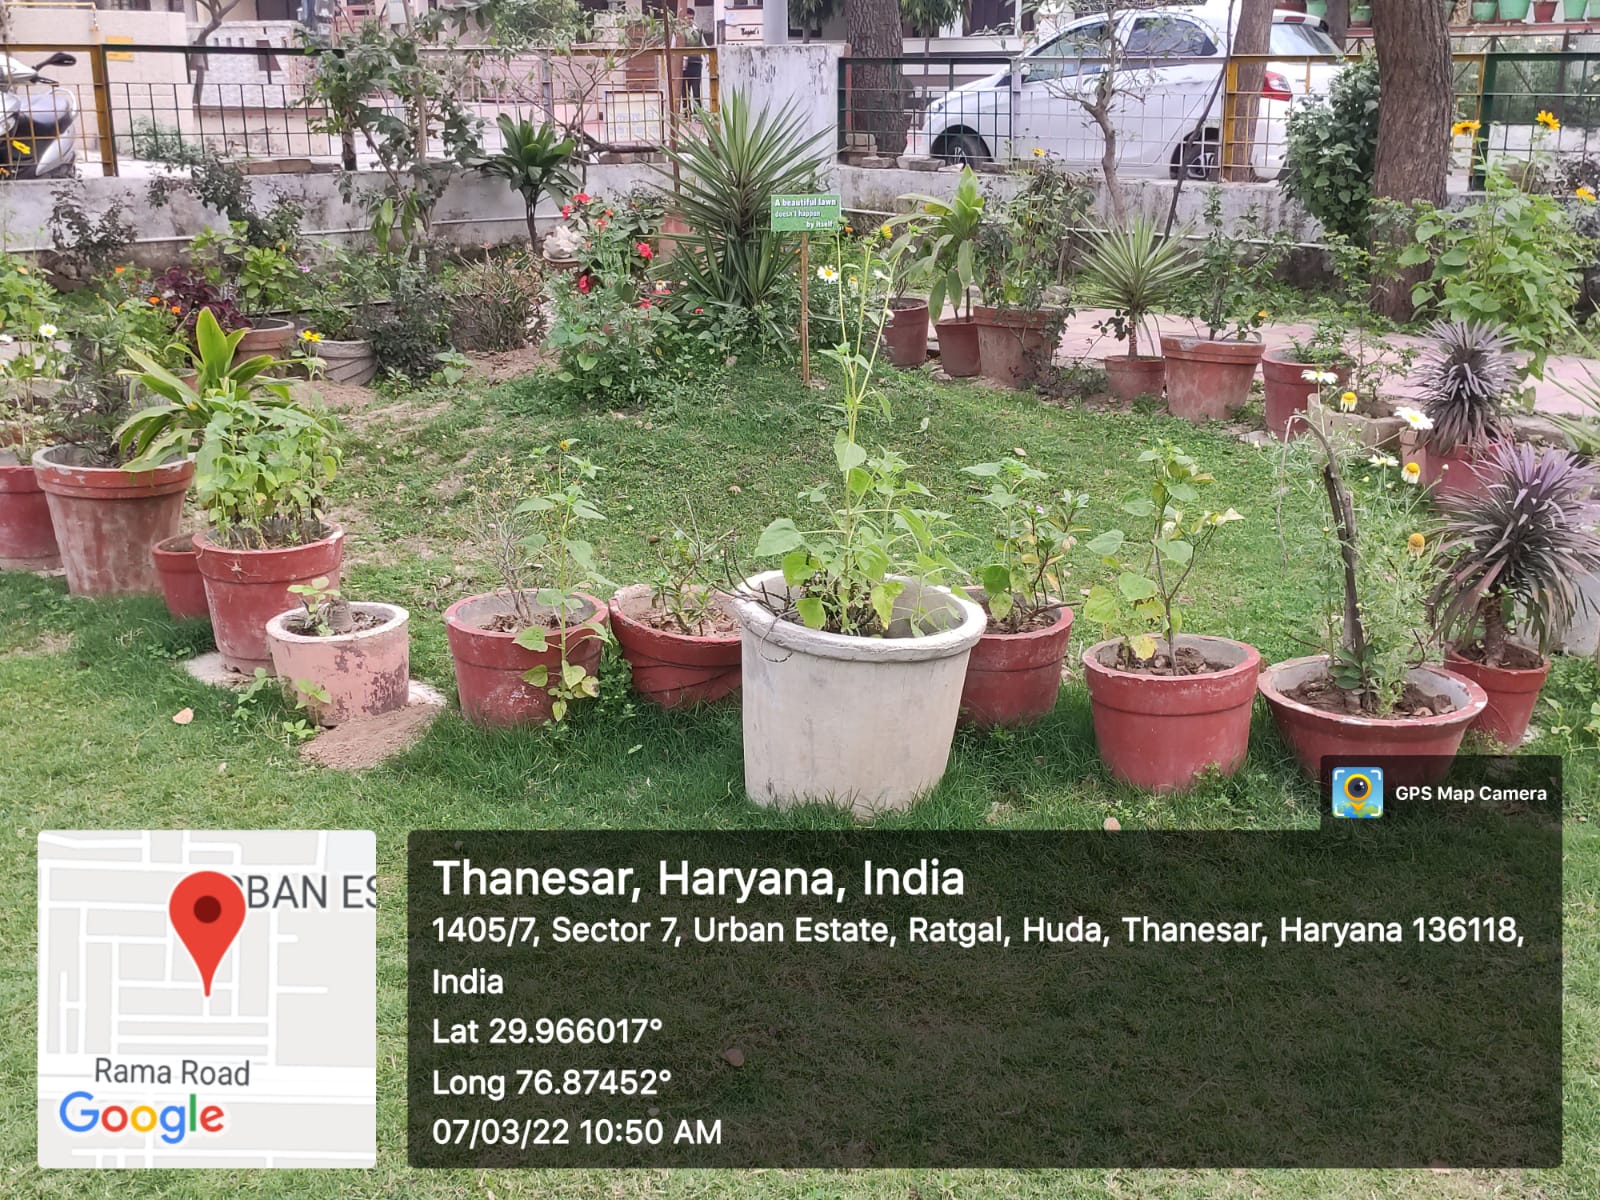 A beautiful lawn
doesn't happen
by itself
GPS Map Camera
BAN ES
Rama Road
Google
Thanesar, Haryana, India
1405/7, Sector 7, Urban Estate, Ratgal, Huda, Thanesar, Haryana 136118,
India
Lat 29.966017°
Long 76.87452°
07/03/22 10:50 AM